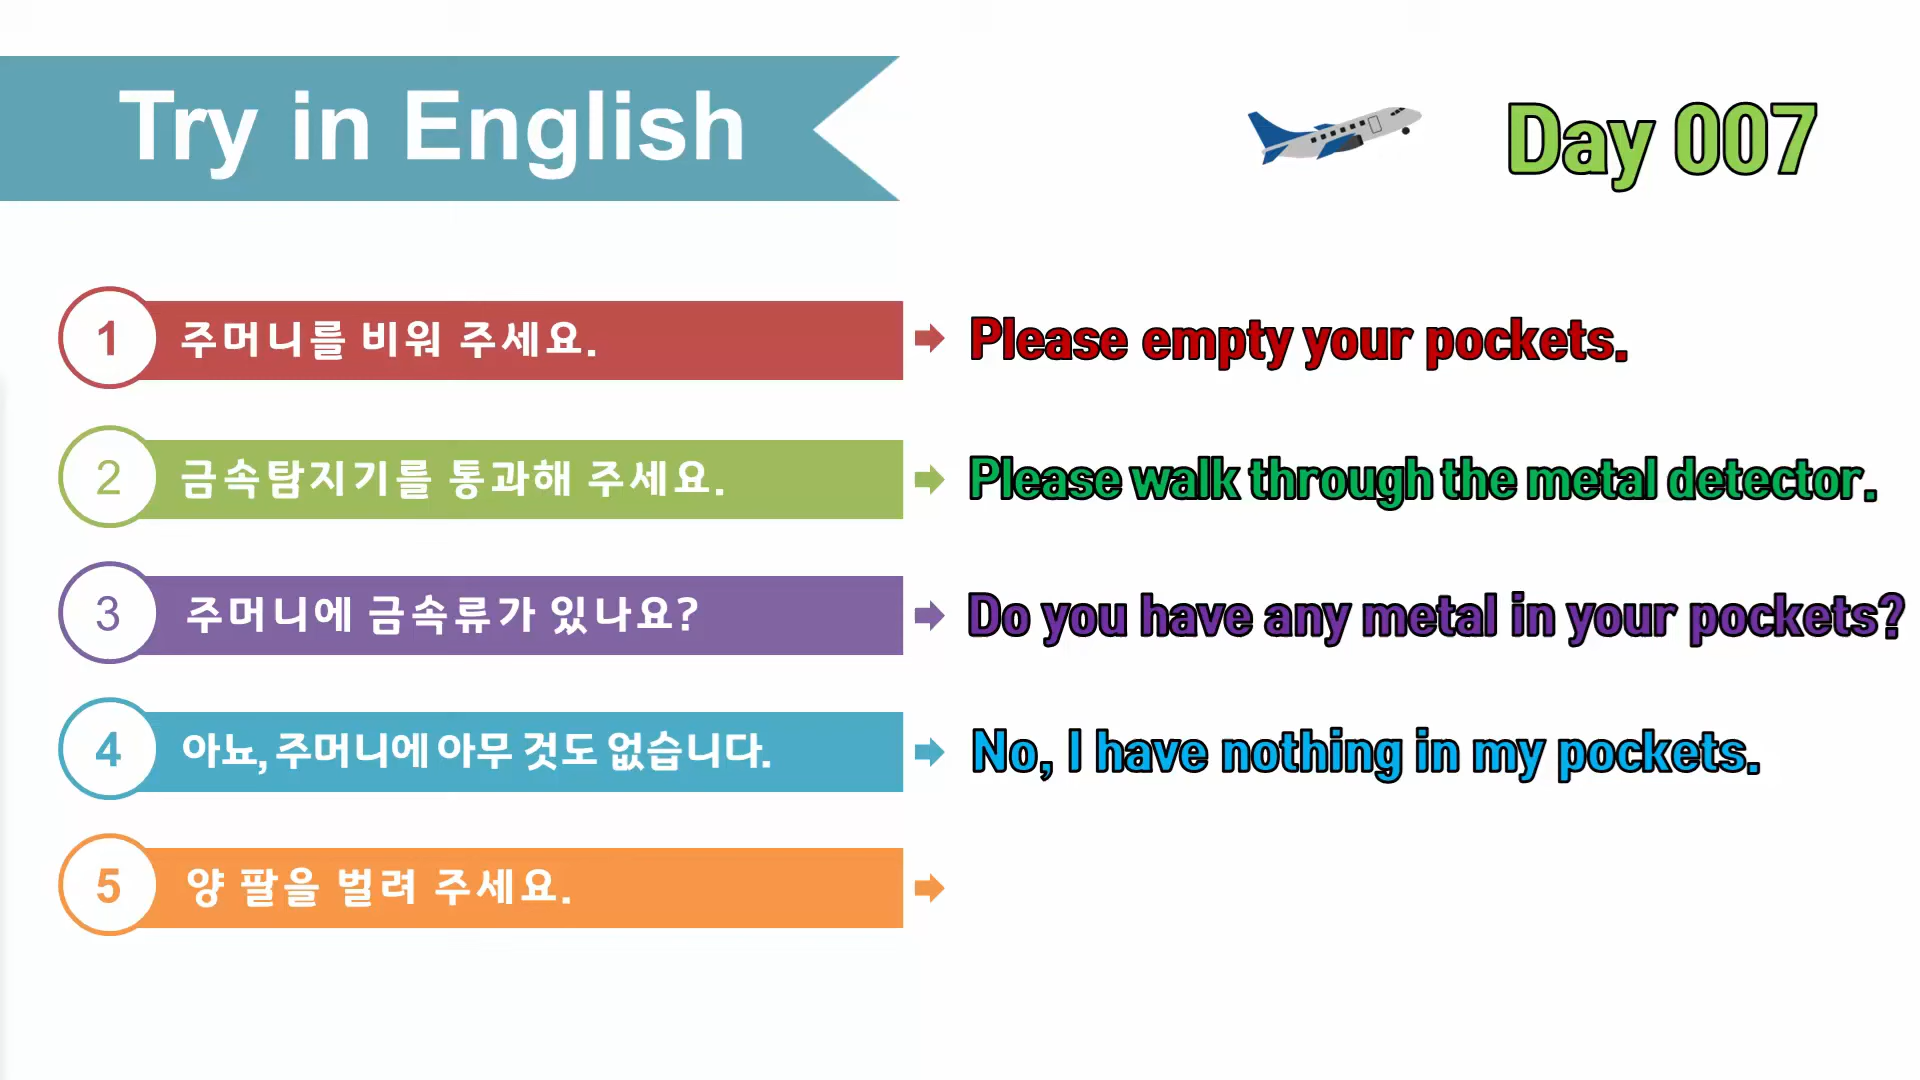 Try in English
Day 007
1 주머니를 비워 주세요. Please empty your pockets.
2 금속탐지기를 통과해 주세요. Please walk through the metal detector.
3 주머니에 금속류가 있나요? Do you have any metal in your pockets?
4 아뇨, 주머니에 아무 것도 없습니다. No, I have nothing in my pockets.
5 양 팔을 벌려 주세요.